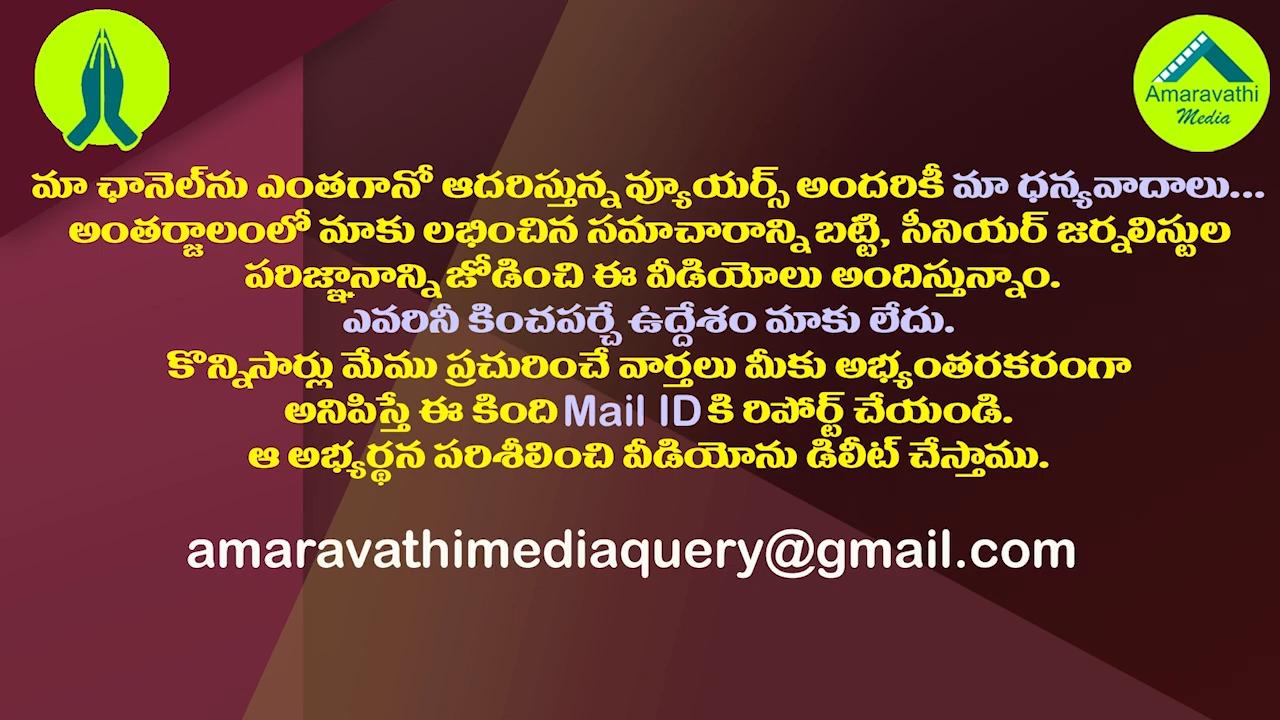 Amaravathi
Media
మా ఛానెల్‌ను ఎంతగానో ఆదరిస్తున్న వ్యూయర్స్ అందరికీ మా ధన్యవాదాలు...
అంతర్జాలంలో మాకు లభించిన సమాచారాన్ని బట్టి, సీనియర్ జర్నలిస్టుల
పరిజ్ఞానాన్ని జోడించి ఈ వీడియోలు అందిస్తున్నాం.
ఎవరినీ కించపర్చే ఉద్దేశం మాకు లేదు.
కొన్నిసార్లు మేము ప్రచురించే వార్తలు మీకు అభ్యంతరకరంగా
అనిపిస్తే ఈ కింది Mail ID కి రిపోర్ట్ చేయండి.
ఆ అభ్యర్థన పరిశీలించి వీడియోను డిలీట్ చేస్తాము.
amaravathimediaquery@gmail.com